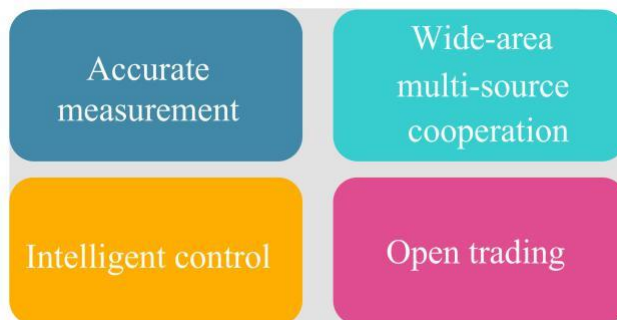 Accurate
measurement
Wide-area
multi-source
cooperation
Intelligent control
Open trading